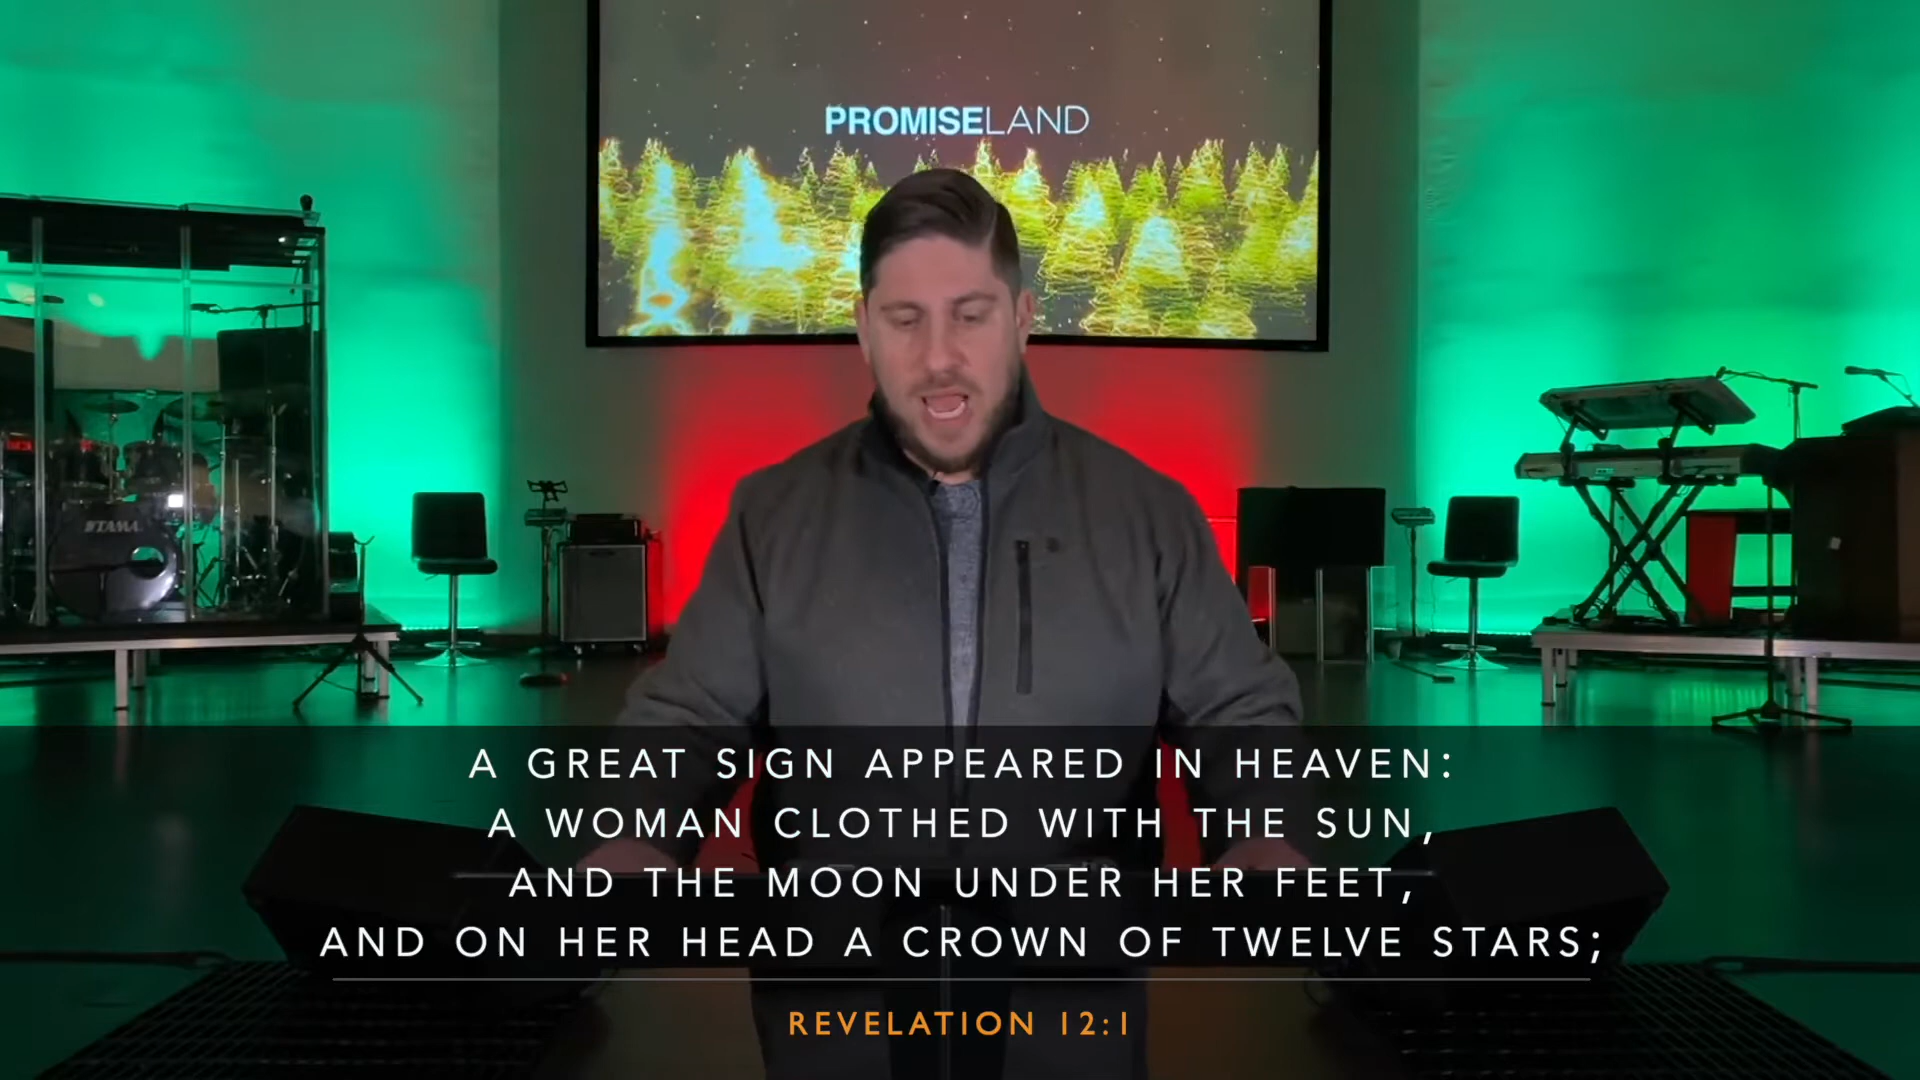 PROMISELAND
TAMA
A GREAT SIGN APPEARED IN HEAVEN:
A WOMAN CLOTHED WITH THE SUN,
AND THE MOON UNDER HER FEET,
AND ON HER HEAD A CROWN OF TWELVE STARS;
REVELATION 12:1